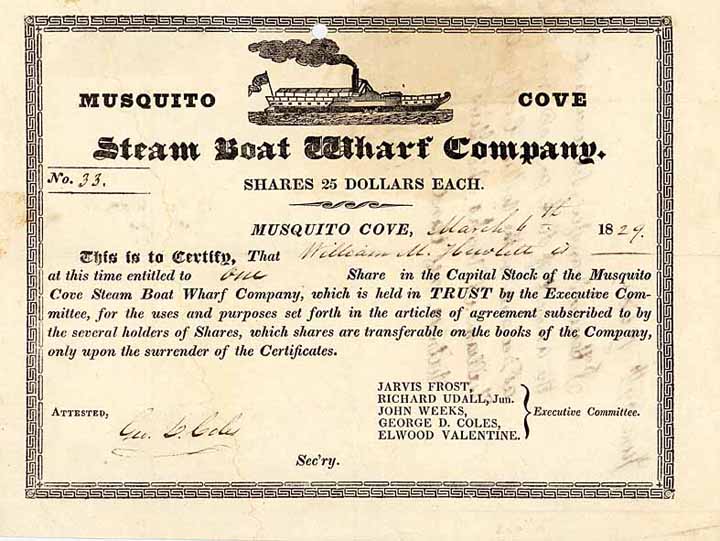 MUSQUITO COVE
Steam Boat Wharf Company.
No. 33.
SHARES 25 DOLLARS EACH.
MUSQUITO COVE, March 6th 1829.
This is to Certify, That William M. Hewlett is
at this time entitled to one Share in the Capital Stock of the Musquito
Cove Steam Boat Wharf Company, which is held in TRUST by the Executive Com-
mittee, for the uses and purposes set forth in the articles of agreement subscribed to by
the several holders of Shares, which shares are transferable on the books of the Company,
only upon the surrender of the Certificates.
JARVIS FROST,
RICHARD UDALL, Jun.
JOHN WEEKS,
GEORGE D. COLES,
ELWOOD VALENTINE.
Executive Committee.
ATTESTED,
Geo. D. Coles
Sec'ry.